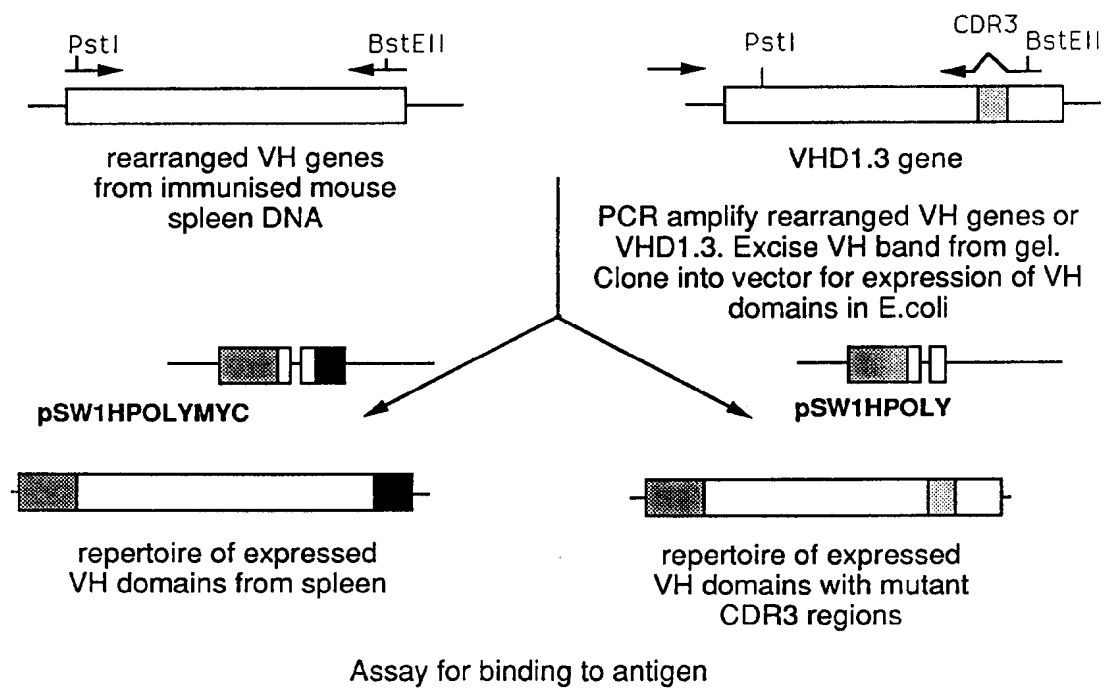 PstI
BstEII
rearranged VH genes
from immunised mouse
spleen DNA
PstI
CDR3
BstEII
VHD1.3 gene
PCR amplify rearranged VH genes or
VHD1.3. Excise VH band from gel.
Clone into vector for expression of VH
domains in E.coli
pSW1HPOLYMYC
pSW1HPOLY
repertoire of expressed
VH domains from spleen
repertoire of expressed
VH domains with mutant
CDR3 regions
Assay for binding to antigen